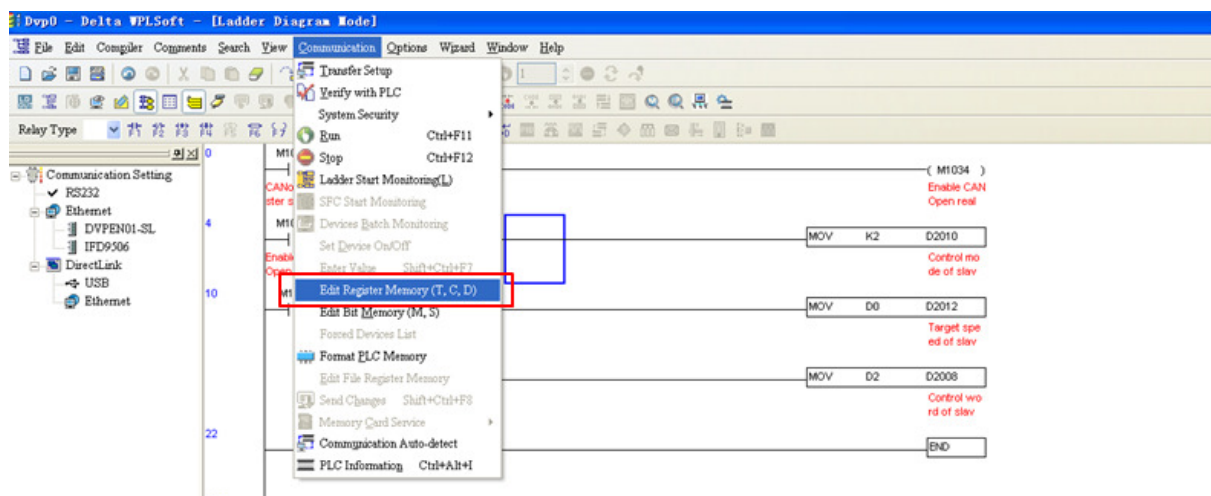 Dvp0 - Delta WPLSoft - [Ladder Diagram Mode]
File Edit Compiler Comments Search View Communication Options Wizard Window Help
1
Relay Type
Communication Setting
RS232
Ethernet
DVPEN01-SL
IFD9506
DirectLink
USB
Ethernet
Transfer Setup
Verify with PLC
System Security
Run Ctrl+F11
Stop Ctrl+F12
Ladder Start Monitoring(L)
SFC Start Monitoring
Devices Batch Monitoring
Set Device On/Off
Enter Value Shift+Ctrl+F7
Edit Register Memory (T, C, D)
Edit Bit Memory (M, S)
Forced Devices List
Format PLC Memory
Edit File Register Memory
Send Changes Shift+Ctrl+F8
Memory Card Service
Communication Auto-detect
PLC Information Ctrl+Alt+I
0
( M1034 )
Enable CAN
Open real
4
MOV K2 D2010
Control mo
de of slav
10
MOV D0 D2012
Target spe
ed of slav
MOV D2 D2008
Control wo
rd of slav
22
END